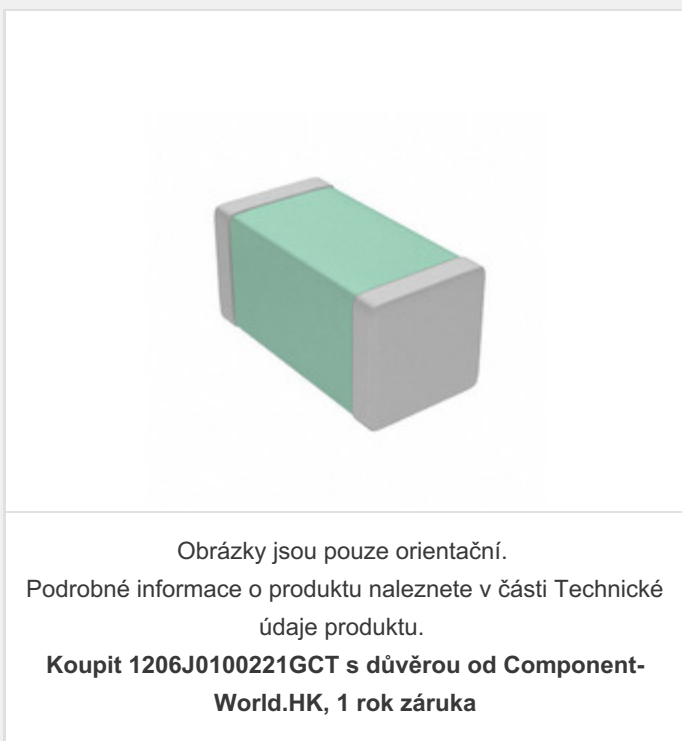 Obrázky jsou pouze orientační.
Podrobné informace o produktu naleznete v části Technické
údaje produktu.
Koupit 1206J0100221GCT s důvěrou od Component-
World.HK, 1 rok záruka